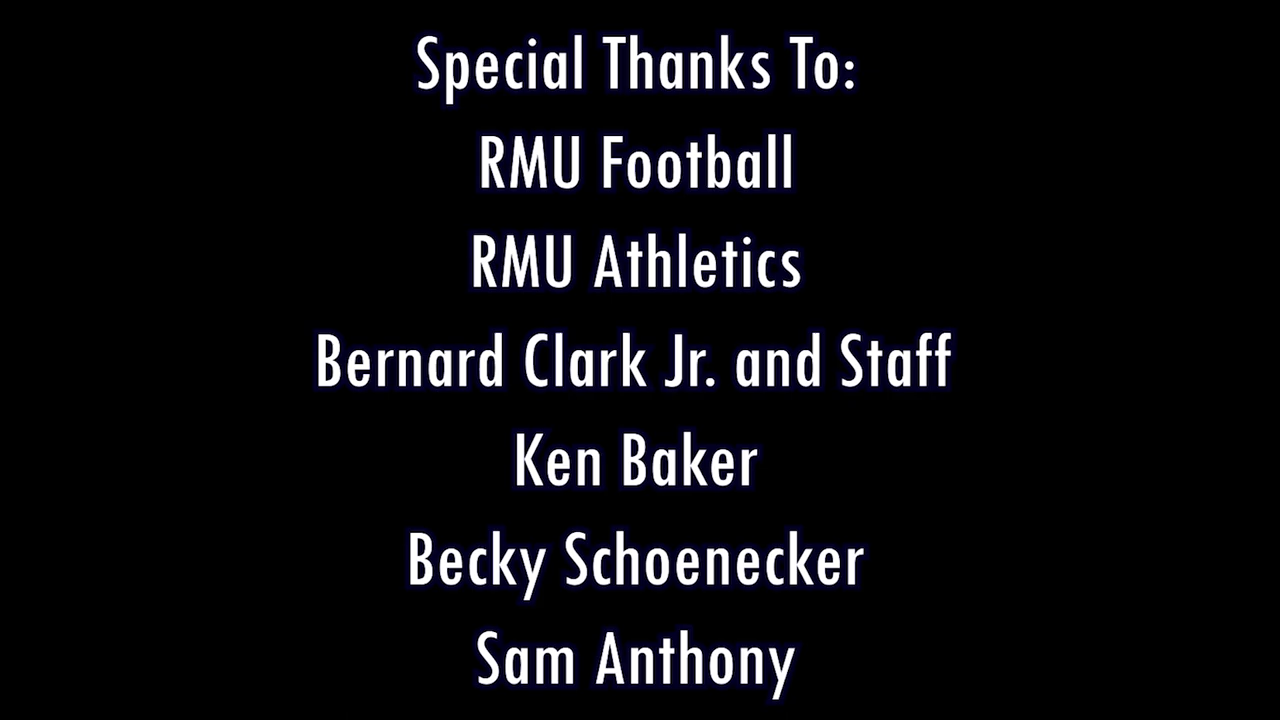 Special Thanks To:
RMU Football
RMU Athletics
Bernard Clark Jr. and Staff
Ken Baker
Becky Schoenecker
Sam Anthony